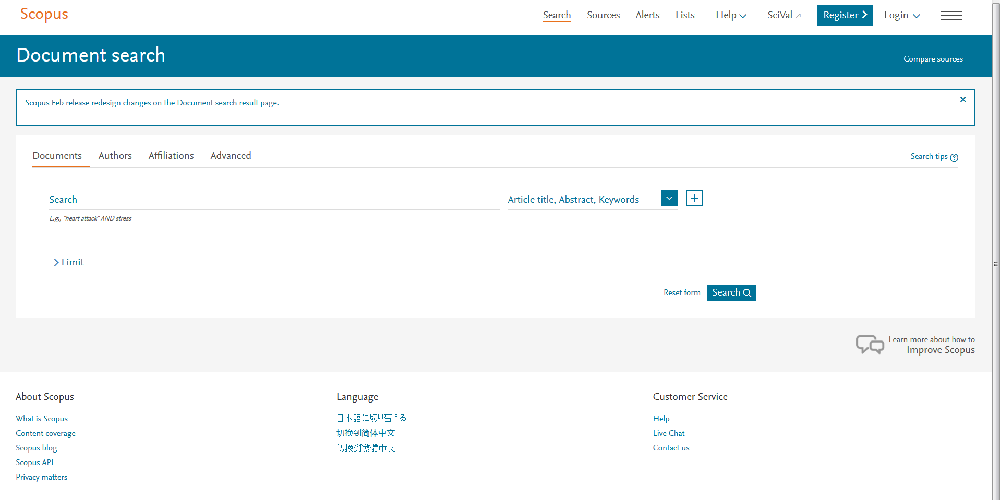 Scopus
Search Sources Alerts Lists Help SciVal Register Login
Document search
Compare sources
Scopus Feb release redesign changes on the Document search result page.
Documents Authors Affiliations Advanced
Search tips
Search
Article title, Abstract, Keywords
E.g., "heart attack" AND stress
Limit
Reset form Search
Learn more about how to
Improve Scopus
About Scopus
What is Scopus
Content coverage
Scopus blog
Scopus API
Privacy matters
Language
日本語に切り替える
切换到简体中文
切換到繁體中文
Customer Service
Help
Live Chat
Contact us